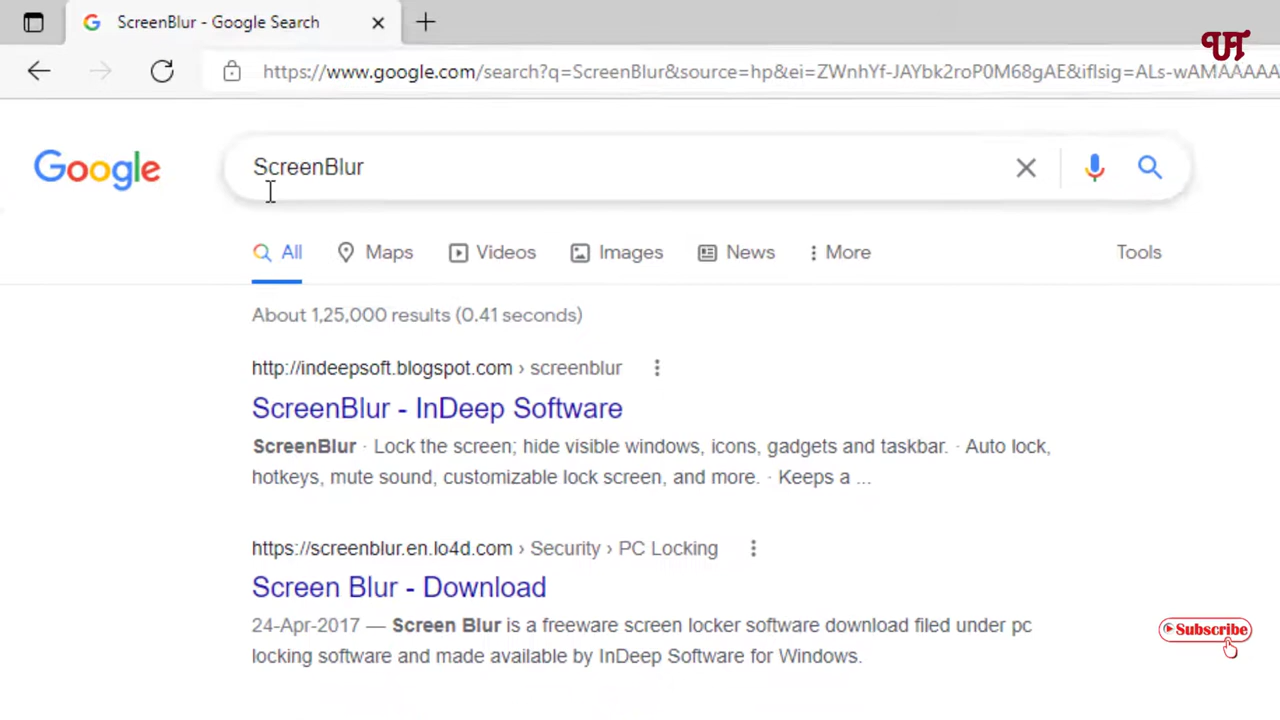 ScreenBlur - Google Search
UT
https://www.google.com/search?q=ScreenBlur&source=hp&ei=ZWnhYf-JAYbk2roP0M68gAE&iflsig=ALs-wAMAAAAA
Google
ScreenBlur
All Maps Videos Images News More Tools
About 1,25,000 results (0.41 seconds)
http://indeepsoft.blogspot.com › screenblur
ScreenBlur - InDeep Software
ScreenBlur · Lock the screen; hide visible windows, icons, gadgets and taskbar. · Auto lock,
hotkeys, mute sound, customizable lock screen, and more. · Keeps a ...
https://screenblur.en.lo4d.com › Security › PC Locking
Screen Blur - Download
24-Apr-2017 — Screen Blur is a freeware screen locker software download filed under pc
locking software and made available by InDeep Software for Windows.
Subscribe